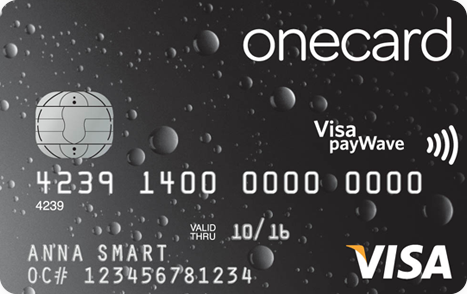 onecard
Visa
payWave
4239 1400 0000 0000
4239
VALID
THRU 10/16
ANNA SMART
OC# 123456781234
VISA